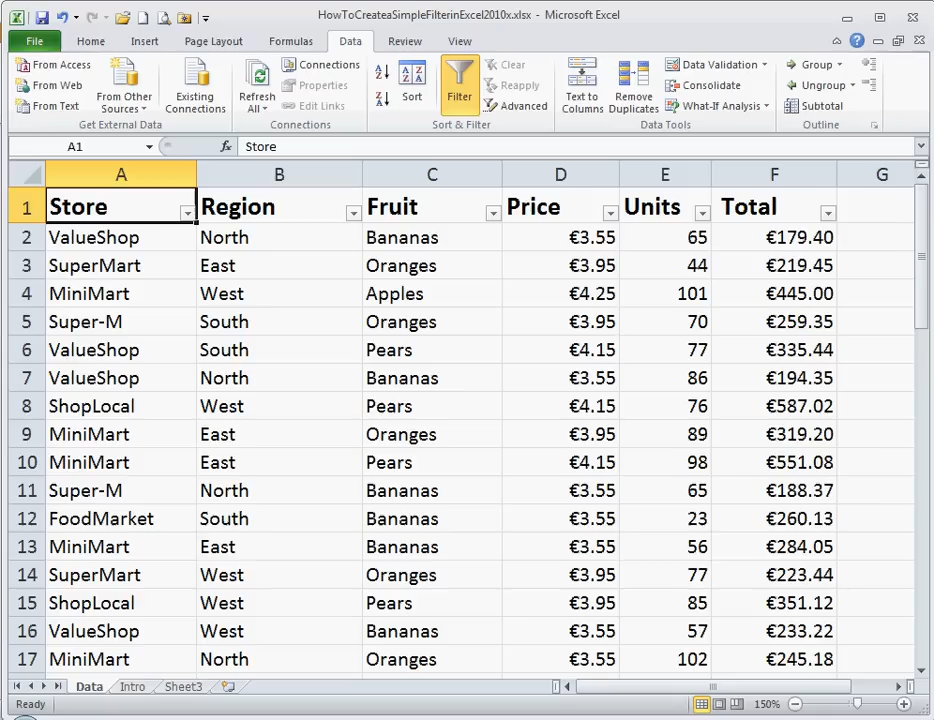 HowToCreateaSimpleFilterinExcel2010x.xlsx - Microsoft Excel
File Home Insert Page Layout Formulas Data Review View
From Access
From Web
From Text
From Other Sources
Existing Connections
Get External Data
Refresh All
Connections
Properties
Edit Links
Connections
Sort
Filter
Clear
Reapply
Advanced
Sort & Filter
Text to Columns
Remove Duplicates
Data Validation
Consolidate
What-If Analysis
Data Tools
Group
Ungroup
Subtotal
Outline
A1 fx Store
A B C D E F G
1 Store Region Fruit Price Units Total
2 ValueShop North Bananas €3.55 65 €179.40
3 SuperMart East Oranges €3.95 44 €219.45
4 MiniMart West Apples €4.25 101 €445.00
5 Super-M South Oranges €3.95 70 €259.35
6 ValueShop South Pears €4.15 77 €335.44
7 ValueShop North Bananas €3.55 86 €194.35
8 ShopLocal West Pears €4.15 76 €587.02
9 MiniMart East Oranges €3.95 89 €319.20
10 MiniMart East Pears €4.15 98 €551.08
11 Super-M North Bananas €3.55 65 €188.37
12 FoodMarket South Bananas €3.55 23 €260.13
13 MiniMart East Bananas €3.55 56 €284.05
14 SuperMart West Oranges €3.95 77 €223.44
15 ShopLocal West Pears €3.95 85 €351.12
16 ValueShop West Bananas €3.55 57 €233.22
17 MiniMart North Oranges €3.55 102 €245.18
Data Intro Sheet3
Ready 150%